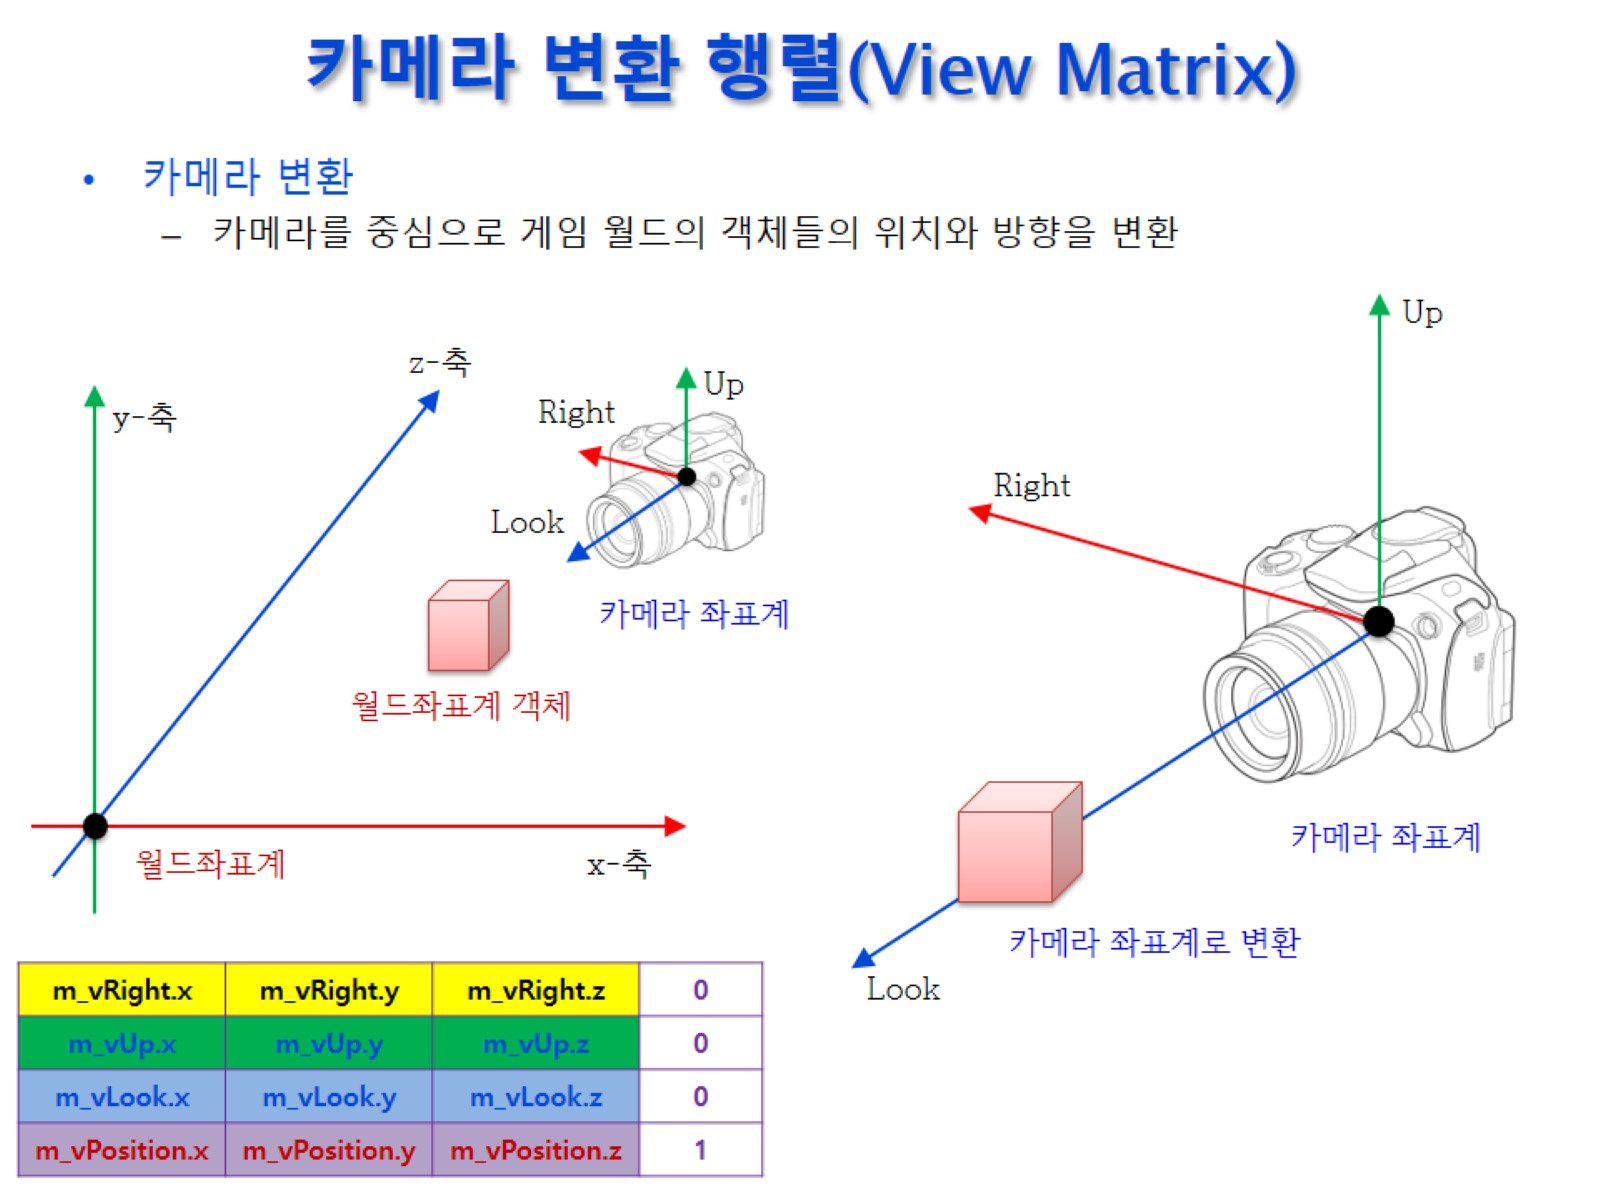 카메라 변환 행렬(View Matrix)
• 카메라 변환
– 카메라를 중심으로 게임 월드의 객체들의 위치와 방향을 변환
y-축
z-축
Right
Up
Look
카메라 좌표계
월드좌표계 객체
월드좌표계
x-축
Up
Right
카메라 좌표계
카메라 좌표계로 변환
Look
m_vRight.x m_vRight.y m_vRight.z 0
m_vUp.x m_vUp.y m_vUp.z 0
m_vLook.x m_vLook.y m_vLook.z 0
m_vPosition.x m_vPosition.y m_vPosition.z 1